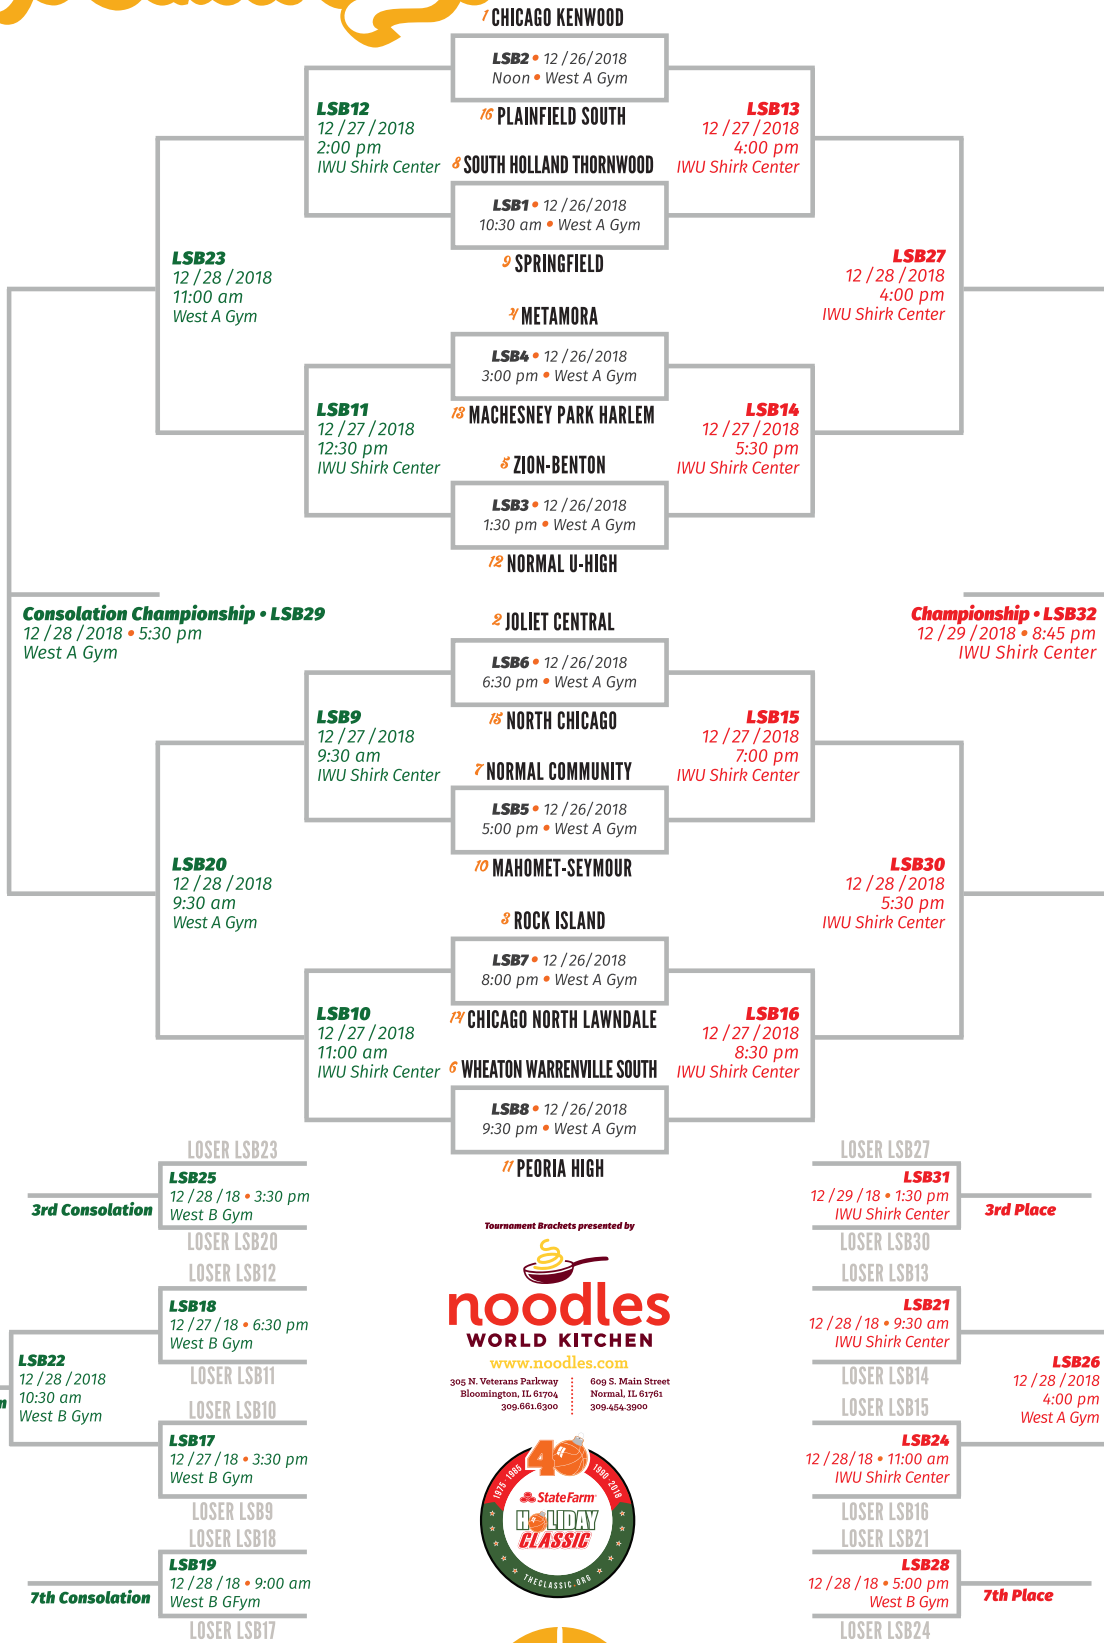 1 CHICAGO KENWOOD
LSB2 • 12/26/2018
Noon • West A Gym
16 PLAINFIELD SOUTH
LSB12
12/27/2018
2:00 pm
IWU Shirk Center
LSB13
12/27/2018
4:00 pm
IWU Shirk Center
8 SOUTH HOLLAND THORNWOOD
LSB1 • 12/26/2018
10:30 am • West A Gym
9 SPRINGFIELD
LSB23
12/28/2018
11:00 am
West A Gym
LSB27
12/28/2018
4:00 pm
IWU Shirk Center
4 METAMORA
LSB4 • 12/26/2018
3:00 pm • West A Gym
13 MACHESNEY PARK HARLEM
LSB11
12/27/2018
12:30 pm
IWU Shirk Center
LSB14
12/27/2018
5:30 pm
IWU Shirk Center
5 ZION-BENTON
LSB3 • 12/26/2018
1:30 pm • West A Gym
12 NORMAL U-HIGH
Consolation Championship • LSB29
12/28/2018 • 5:30 pm
West A Gym
Championship • LSB32
12/29/2018 • 8:45 pm
IWU Shirk Center
2 JOLIET CENTRAL
LSB6 • 12/26/2018
6:30 pm • West A Gym
15 NORTH CHICAGO
LSB9
12/27/2018
9:30 am
IWU Shirk Center
LSB15
12/27/2018
7:00 pm
IWU Shirk Center
7 NORMAL COMMUNITY
LSB5 • 12/26/2018
5:00 pm • West A Gym
10 MAHOMET-SEYMOUR
LSB20
12/28/2018
9:30 am
West A Gym
LSB30
12/28/2018
5:30 pm
IWU Shirk Center
3 ROCK ISLAND
LSB7 • 12/26/2018
8:00 pm • West A Gym
14 CHICAGO NORTH LAWNDALE
LSB10
12/27/2018
11:00 am
IWU Shirk Center
LSB16
12/27/2018
8:30 pm
IWU Shirk Center
6 WHEATON WARRENVILLE SOUTH
LSB8 • 12/26/2018
9:30 pm • West A Gym
11 PEORIA HIGH
LOSER LSB23
LSB25
12/28/18 • 3:30 pm
West B Gym
3rd Consolation
LOSER LSB20
LOSER LSB12
LSB18
12/27/18 • 6:30 pm
West B Gym
LOSER LSB11
LSB22
12/28/2018
10:30 am
West B Gym
LOSER LSB10
LSB17
12/27/18 • 3:30 pm
West B Gym
LOSER LSB9
LOSER LSB18
LSB19
12/28/18 • 9:00 am
West B GFym
7th Consolation
LOSER LSB17
Tournament Brackets presented by
noodles
WORLD KITCHEN
www.noodles.com
305 N. Veterans Parkway
Bloomington, IL 61704
309.661.6300
609 S. Main Street
Normal, IL 61761
309.454.3900
40
1975-1985
1990-2018
StateFarm
HOLIDAY
CLASSIC
THECLASSIC.ORG
LOSER LSB27
LSB31
12/29/18 • 1:30 pm
IWU Shirk Center
3rd Place
LOSER LSB30
LOSER LSB13
LSB21
12/28/18 • 9:30 am
IWU Shirk Center
LOSER LSB14
LSB26
12/28/2018
4:00 pm
West A Gym
LOSER LSB15
LSB24
12/28/18 • 11:00 am
IWU Shirk Center
LOSER LSB16
LOSER LSB21
LSB28
12/28/18 • 5:00 pm
West B Gym
7th Place
LOSER LSB24